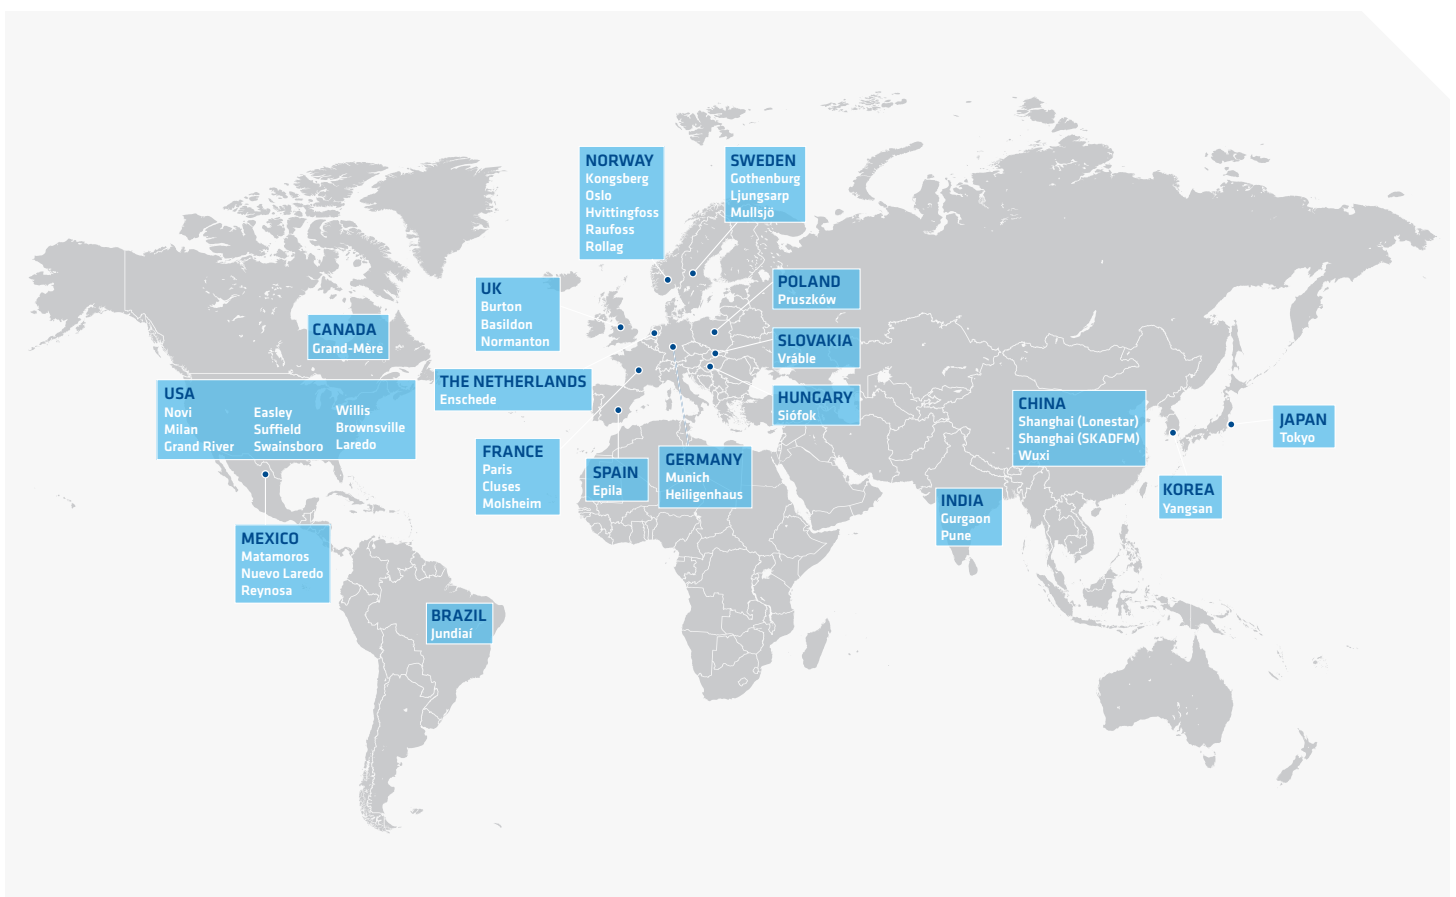 NORWAY
Kongsberg
Oslo
Hvittingfoss
Raufoss
Rollag
SWEDEN
Gothenburg
Ljungsarp
Mullsjö
UK
Burton
Basildon
Normanton
POLAND
Pruszków
CANADA
Grand-Mère
SLOVAKIA
Vráble
THE NETHERLANDS
Enschede
USA
Novi
Milan
Grand River
Easley
Suffield
Swainsboro
Willis
Brownsville
Laredo
HUNGARY
Siófok
CHINA
Shanghai (Lonestar)
Shanghai (SKADFM)
Wuxi
JAPAN
Tokyo
FRANCE
Paris
Cluses
Molsheim
SPAIN
Epila
GERMANY
Munich
Heiligenhaus
KOREA
Yangsan
INDIA
Gurgaon
Pune
MEXICO
Matamoros
Nuevo Laredo
Reynosa
BRAZIL
Jundiaí